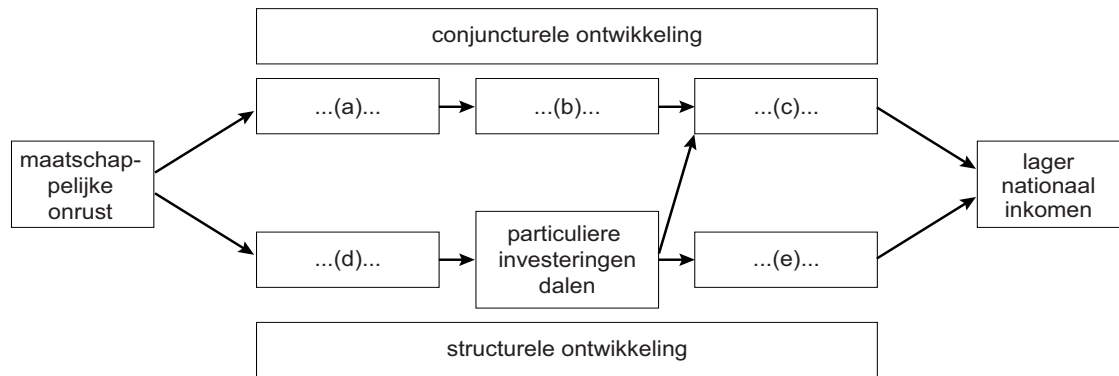 conjuncturele ontwikkeling
...(a)...
...(b)...
...(c)...
maatschap-
pelijke
onrust
lager
nationaal
inkomen
...(d)...
particuliere
investeringen
dalen
...(e)...
structurele ontwikkeling